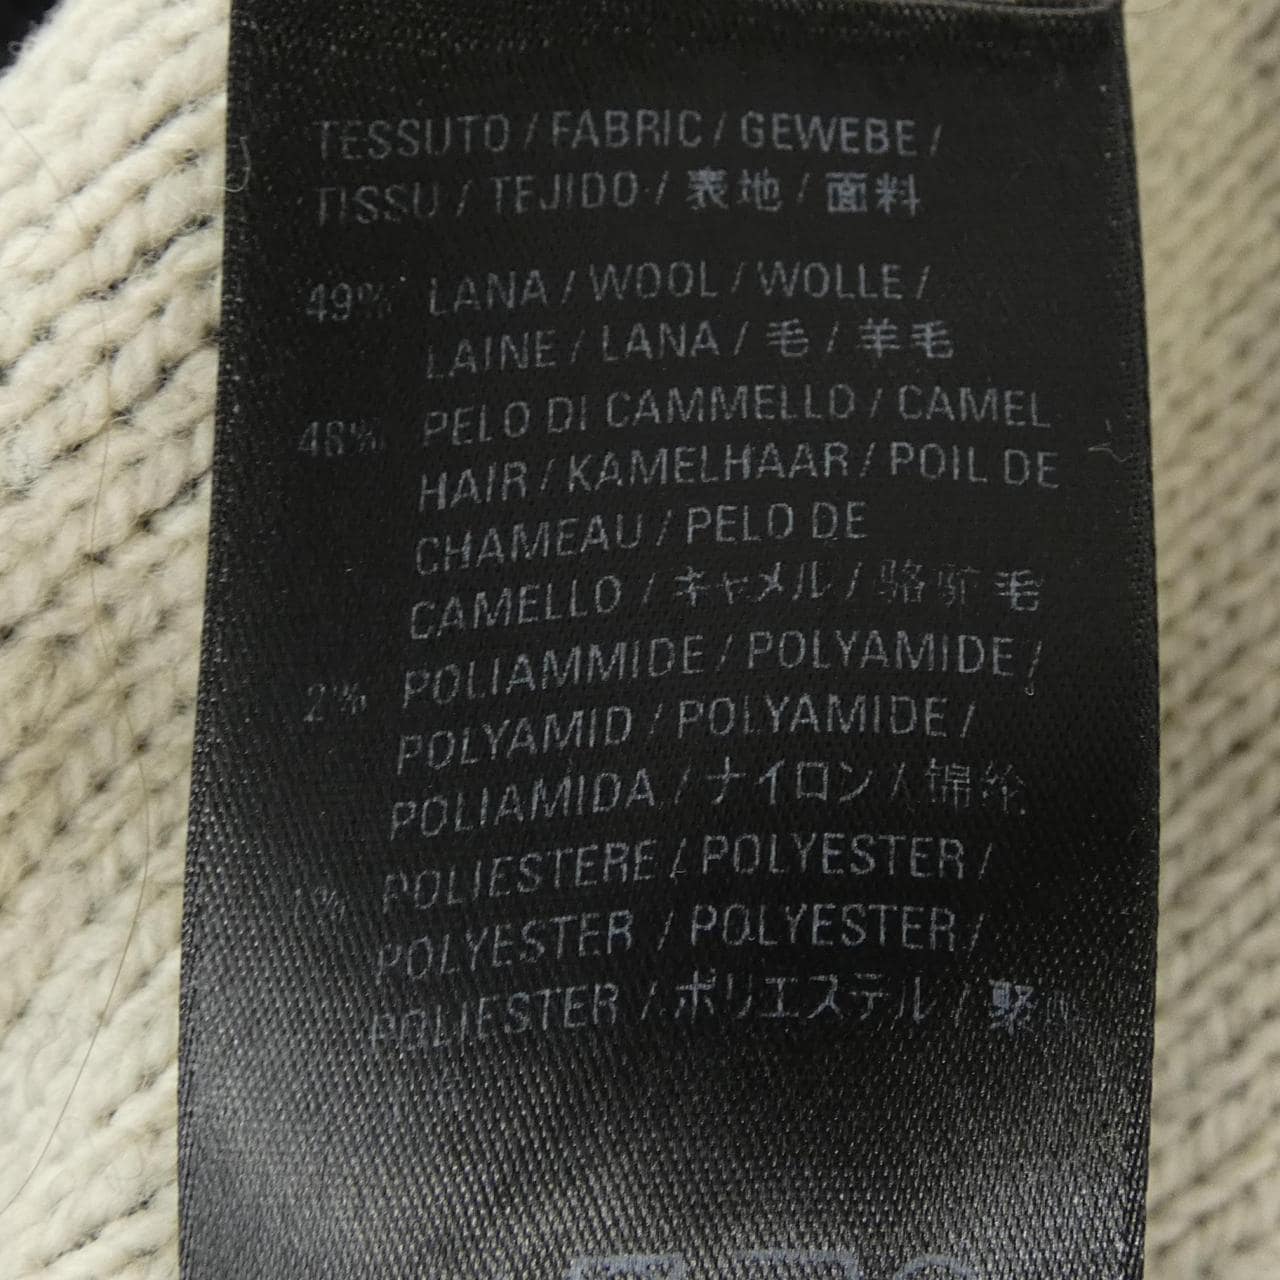 TESSUTO / FABRIC / GEWEBE /
TISSU / TEJIDO / 表地 / 面料
49% LANA / WOOL / WOLLE /
LAINE / LANA / 毛 / 羊毛
48% PELO DI CAMMELLO / CAMEL
HAIR / KAMELHAAR / POIL DE
CHAMEAU / PELO DE
CAMELLO / キャメル / 骆驼毛
2% POLIAMMIDE / POLYAMIDE /
POLYAMID / POLYAMIDE /
POLIAMIDA / ナイロン / 锦纶
1% POLIESTERE / POLYESTER /
POLYESTER / POLYESTER /
POLIESTER / ポリエステル /